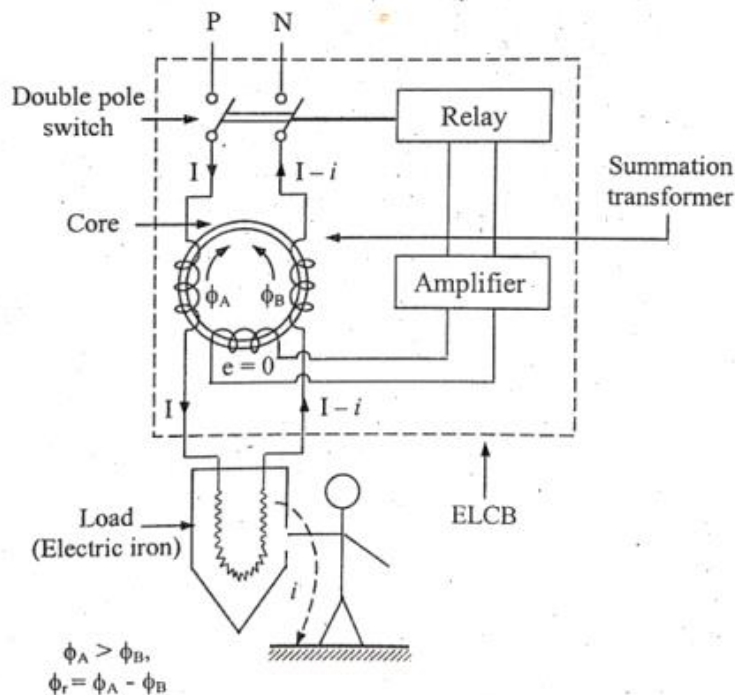 P N
Double pole
switch
Relay
I I – i
Summation
transformer
Core
ϕA ϕB
Amplifier
e = 0
I I – i
ELCB
Load
(Electric iron)
i
ϕA > ϕB,
ϕr = ϕA - ϕB